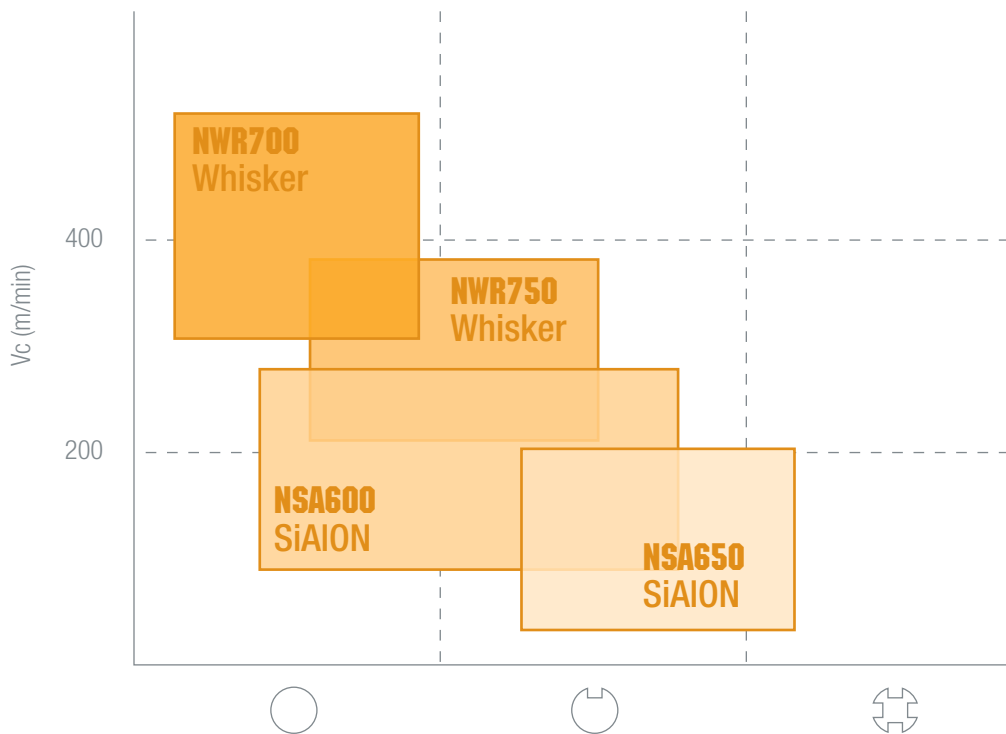 NWR700
Whisker
400
NWR750
Whisker
Vc (m/min)
200
NSA600
SiAlON
NSA650
SiAlON